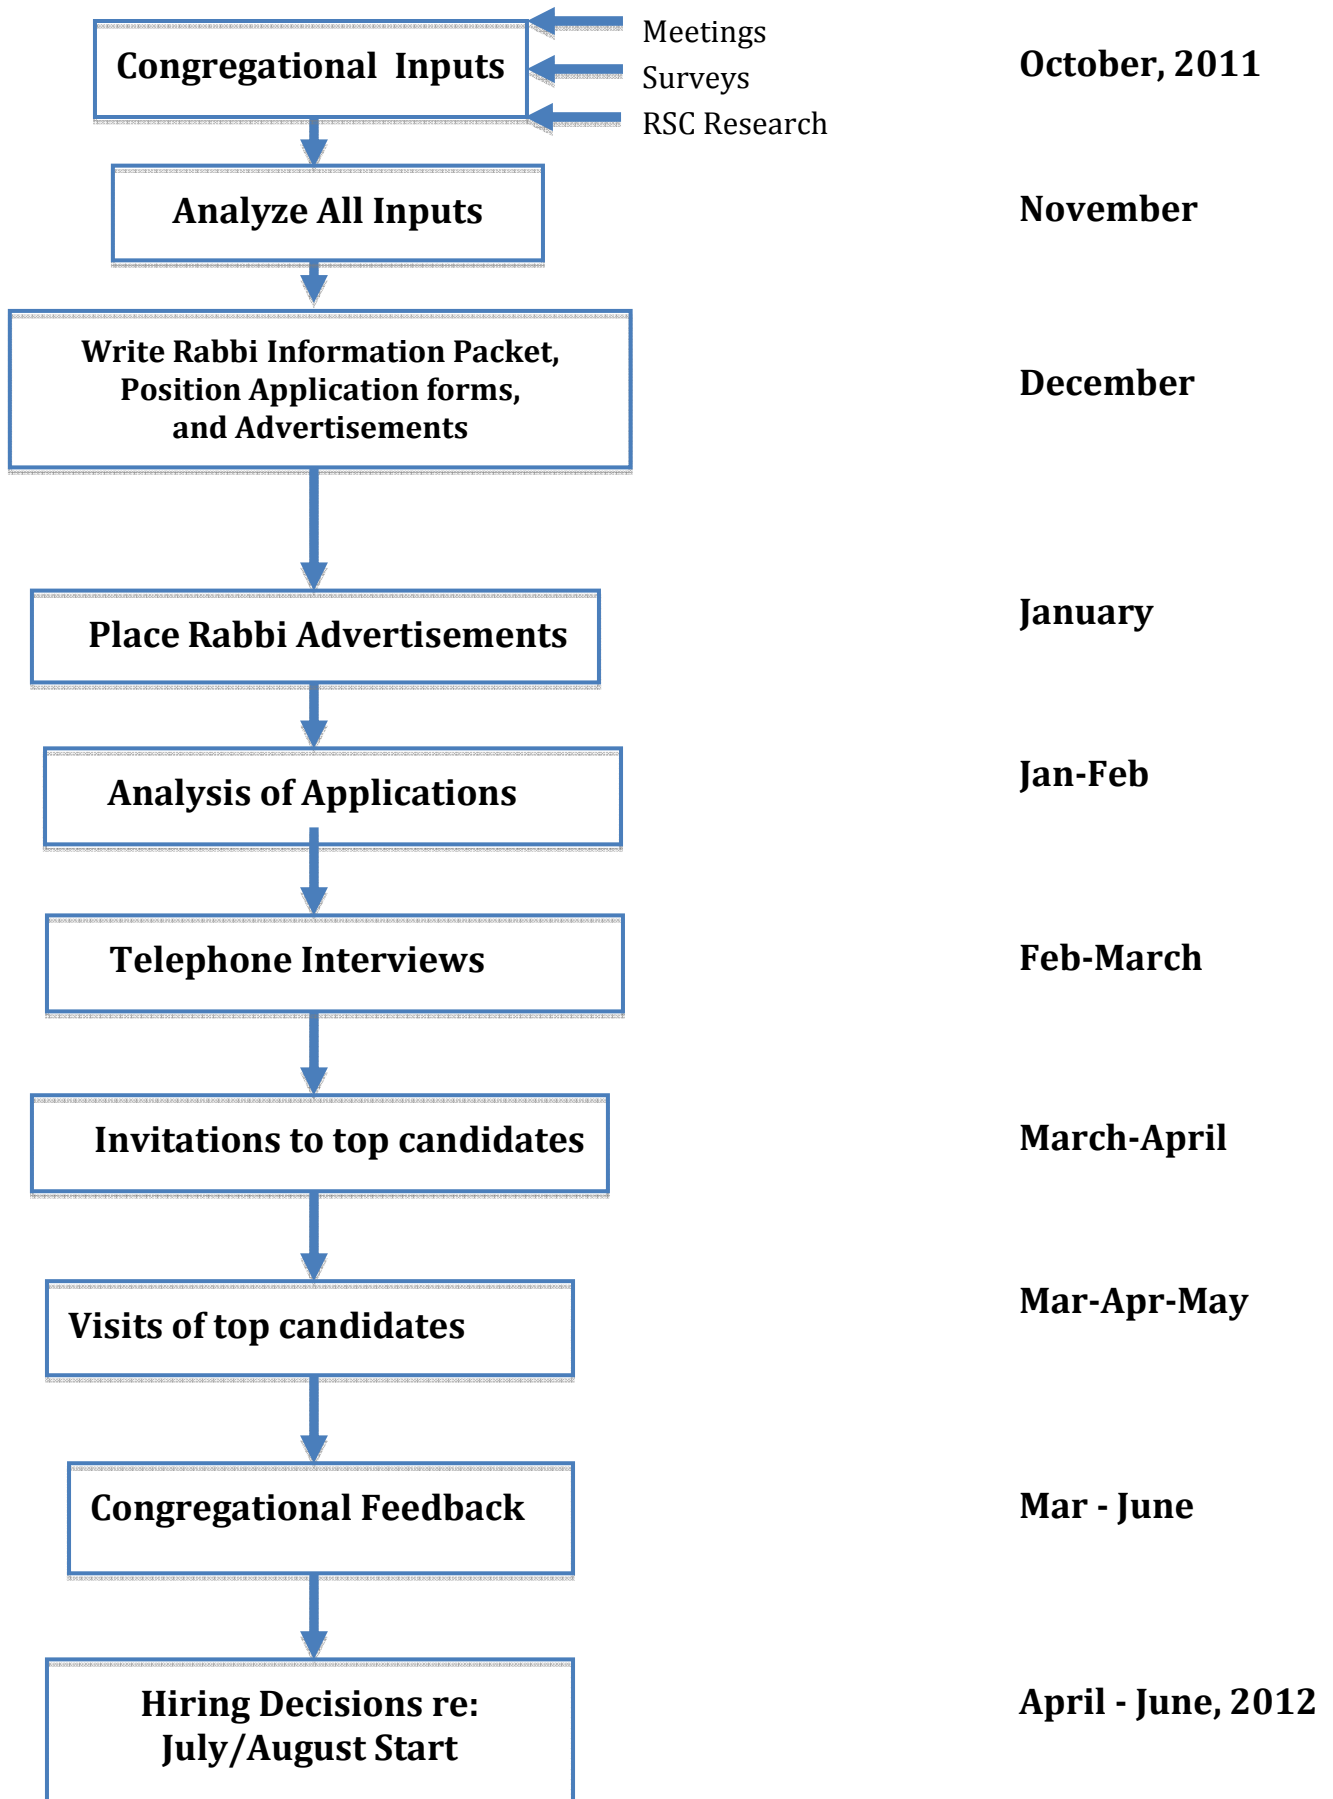 Meetings
Congregational Inputs
October, 2011
Surveys
RSC Research
Analyze All Inputs
November
Write Rabbi Information Packet,
Position Application forms,
and Advertisements
December
Place Rabbi Advertisements
January
Analysis of Applications
Jan-Feb
Telephone Interviews
Feb-March
Invitations to top candidates
March-April
Visits of top candidates
Mar-Apr-May
Congregational Feedback
Mar - June
Hiring Decisions re:
July/August Start
April - June, 2012